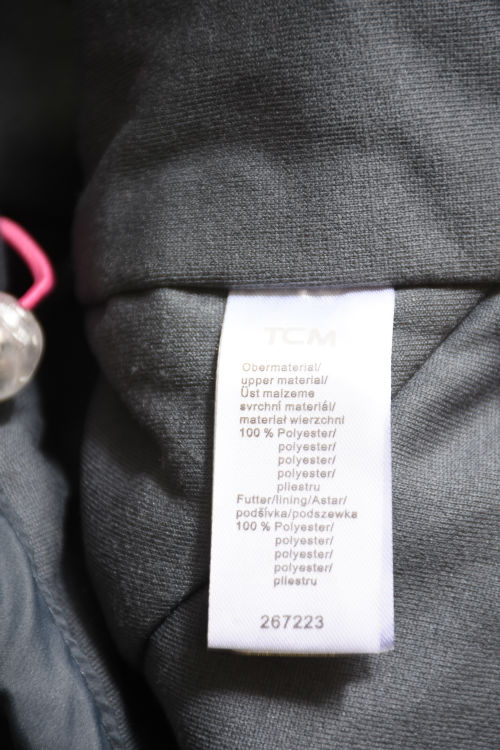 TCM
Obermaterial/
upper material/
Üst malzeme
svrchní materiál/
materiał wierzchni
100 % Polyester/
polyester/
polyester/
polyester/
pliestru
Futter/lining/Astar/
podšívka/podszewka
100 % Polyester/
polyester/
polyester/
polyester/
pliestru
267223